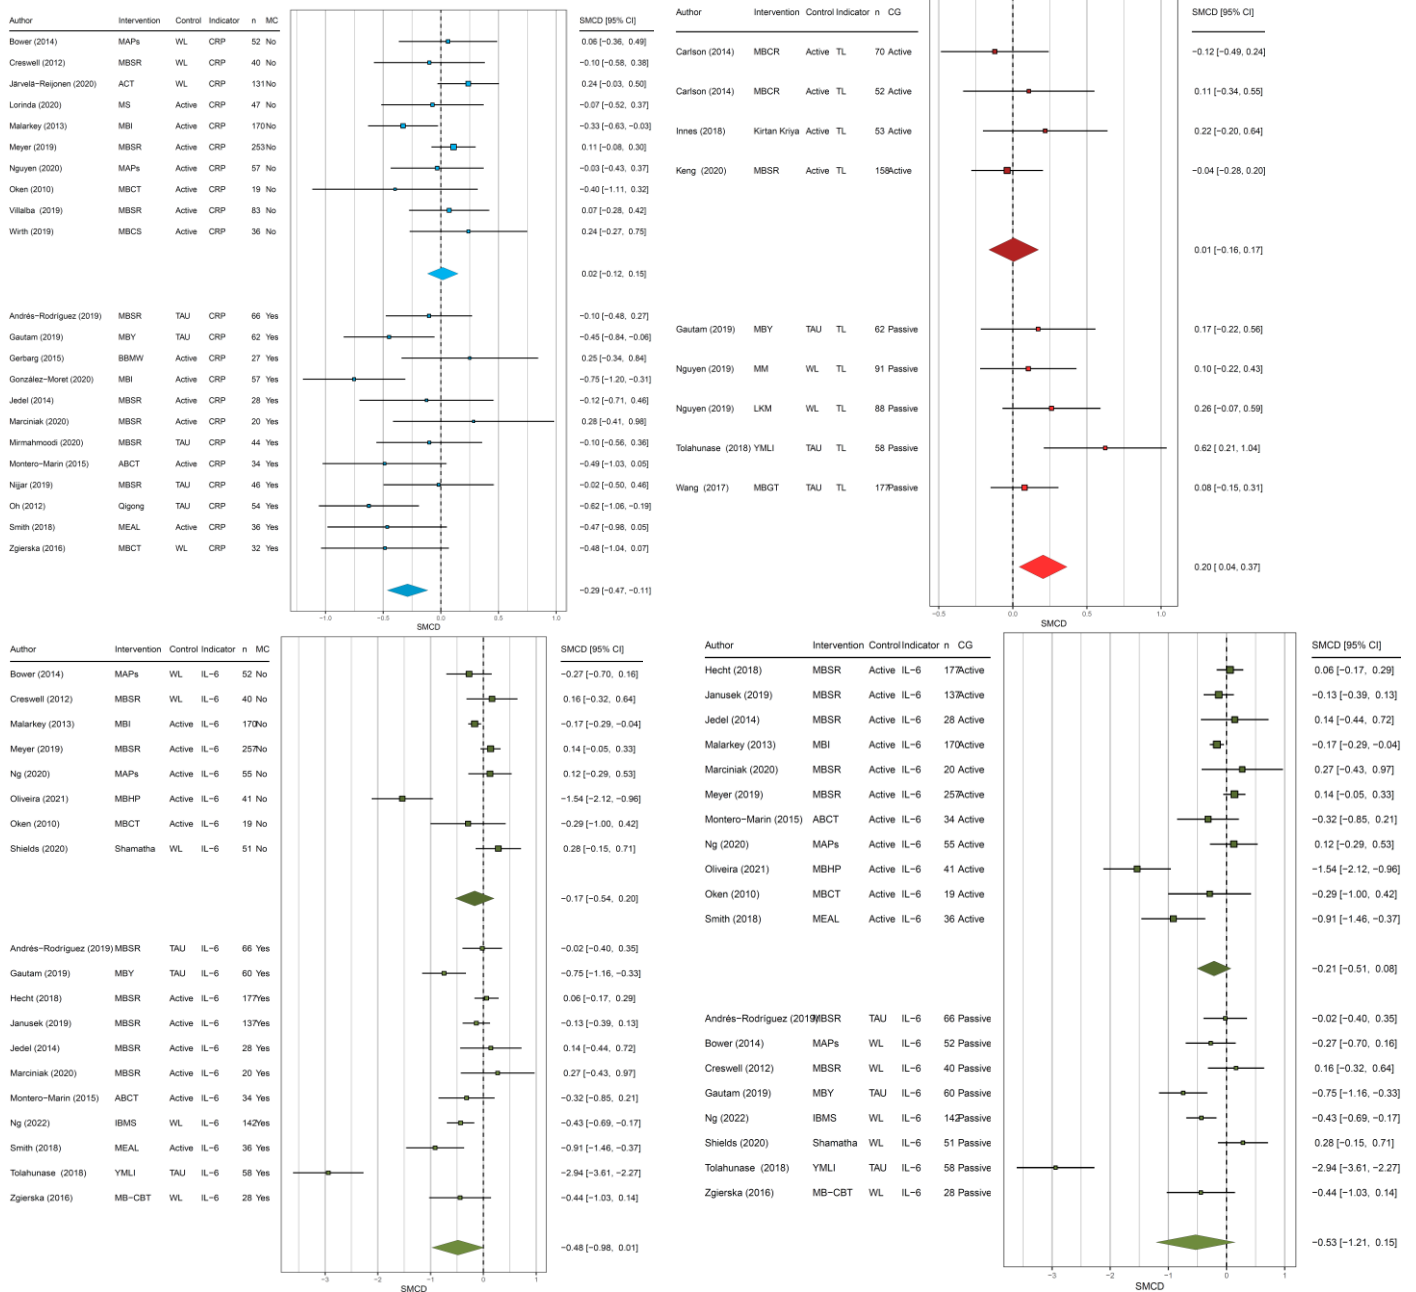 Author Intervention Control Indicator n MC SMCD [95% CI]
Bower (2014) MAPs WL CRP 52 No 0.06 [−0.36, 0.49]
Creswell (2012) MBSR WL CRP 40 No −0.10 [−0.58, 0.38]
Järvelä−Reijonen (2020) ACT WL CRP 131No 0.24 [−0.03, 0.50]
Lorinda (2020) MS Active CRP 47 No −0.07 [−0.52, 0.37]
Malarkey (2013) MBI Active CRP 170No −0.33 [−0.63, −0.03]
Meyer (2019) MBSR Active CRP 253No 0.11 [−0.08, 0.30]
Nguyen (2020) MAPs Active CRP 57 No −0.03 [−0.43, 0.37]
Oken (2010) MBCT Active CRP 19 No −0.40 [−1.11, 0.32]
Villalba (2019) MBSR Active CRP 83 No 0.07 [−0.28, 0.42]
Wirth (2019) MBCS Active CRP 36 No 0.24 [−0.27, 0.75]
0.02 [−0.12, 0.15]
Andrés−Rodríguez (2019) MBSR TAU CRP 66 Yes −0.10 [−0.48, 0.27]
Gautam (2019) MBY TAU CRP 62 Yes −0.45 [−0.84, −0.06]
Gerbarg (2015) BBMW Active CRP 27 Yes 0.25 [−0.34, 0.84]
González−Moret (2020) MBI Active CRP 57 Yes −0.75 [−1.20, −0.31]
Jedel (2014) MBSR Active CRP 28 Yes −0.12 [−0.71, 0.46]
Marciniak (2020) MBSR Active CRP 20 Yes 0.28 [−0.41, 0.98]
Mirmahmoodi (2020) MBSR TAU CRP 44 Yes −0.10 [−0.56, 0.36]
Montero−Marin (2015) ABCT Active CRP 34 Yes −0.49 [−1.03, 0.05]
Nijjar (2019) MBSR TAU CRP 46 Yes −0.02 [−0.50, 0.46]
Oh (2012) Qigong TAU CRP 54 Yes −0.62 [−1.06, −0.19]
Smith (2018) MEAL Active CRP 36 Yes −0.47 [−0.98, 0.05]
Zgierska (2016) MBCT WL CRP 32 Yes −0.48 [−1.04, 0.07]
−0.29 [−0.47, −0.11]
−1.0 −0.5 0.0 0.5 1.0
SMCD
Author Intervention Control Indicator n CG SMCD [95% CI]
Carlson (2014) MBCR Active TL 70 Active −0.12 [−0.49, 0.24]
Carlson (2014) MBCR Active TL 52 Active 0.11 [−0.34, 0.55]
Innes (2018) Kirtan Kriya Active TL 53 Active 0.22 [−0.20, 0.64]
Keng (2020) MBSR Active TL 158Active −0.04 [−0.28, 0.20]
0.01 [−0.16, 0.17]
Gautam (2019) MBY TAU TL 62 Passive 0.17 [−0.22, 0.56]
Nguyen (2019) MM WL TL 91 Passive 0.10 [−0.22, 0.43]
Nguyen (2019) LKM WL TL 88 Passive 0.26 [−0.07, 0.59]
Tolahunase (2018) YMLI TAU TL 58 Passive 0.62 [ 0.21, 1.04]
Wang (2017) MBGT TAU TL 177Passive 0.08 [−0.15, 0.31]
0.20 [ 0.04, 0.37]
−0.5 0.0 0.5 1.0
SMCD
Author Intervention Control Indicator n MC SMCD [95% CI]
Bower (2014) MAPs WL IL−6 52 No −0.27 [−0.70, 0.16]
Creswell (2012) MBSR WL IL−6 40 No 0.16 [−0.32, 0.64]
Malarkey (2013) MBI Active IL−6 170No −0.17 [−0.29, −0.04]
Meyer (2019) MBSR Active IL−6 257No 0.14 [−0.05, 0.33]
Ng (2020) MAPs Active IL−6 55 No 0.12 [−0.29, 0.53]
Oliveira (2021) MBHP Active IL−6 41 No −1.54 [−2.12, −0.96]
Oken (2010) MBCT Active IL−6 19 No −0.29 [−1.00, 0.42]
Shields (2020) Shamatha WL IL−6 51 No 0.28 [−0.15, 0.71]
−0.17 [−0.54, 0.20]
Andrés−Rodríguez (2019) MBSR TAU IL−6 66 Yes −0.02 [−0.40, 0.35]
Gautam (2019) MBY TAU IL−6 60 Yes −0.75 [−1.16, −0.33]
Hecht (2018) MBSR Active IL−6 177Yes 0.06 [−0.17, 0.29]
Janusek (2019) MBSR Active IL−6 137Yes −0.13 [−0.39, 0.13]
Jedel (2014) MBSR Active IL−6 28 Yes 0.14 [−0.44, 0.72]
Marciniak (2020) MBSR Active IL−6 20 Yes 0.27 [−0.43, 0.97]
Montero−Marin (2015) ABCT Active IL−6 34 Yes −0.32 [−0.85, 0.21]
Ng (2022) IBMS WL IL−6 142Yes −0.43 [−0.69, −0.17]
Smith (2018) MEAL Active IL−6 36 Yes −0.91 [−1.46, −0.37]
Tolahunase (2018) YMLI TAU IL−6 58 Yes −2.94 [−3.61, −2.27]
Zgierska (2016) MB−CBT WL IL−6 28 Yes −0.44 [−1.03, 0.14]
−0.48 [−0.98, 0.01]
−3 −2 −1 0 1
SMCD
Author Intervention Control Indicator n CG SMCD [95% CI]
Hecht (2018) MBSR Active IL−6 177Active 0.06 [−0.17, 0.29]
Janusek (2019) MBSR Active IL−6 137Active −0.13 [−0.39, 0.13]
Jedel (2014) MBSR Active IL−6 28 Active 0.14 [−0.44, 0.72]
Malarkey (2013) MBI Active IL−6 170Active −0.17 [−0.29, −0.04]
Marciniak (2020) MBSR Active IL−6 20 Active 0.27 [−0.43, 0.97]
Meyer (2019) MBSR Active IL−6 257Active 0.14 [−0.05, 0.33]
Montero−Marin (2015) ABCT Active IL−6 34 Active −0.32 [−0.85, 0.21]
Ng (2020) MAPs Active IL−6 55 Active 0.12 [−0.29, 0.53]
Oliveira (2021) MBHP Active IL−6 41 Active −1.54 [−2.12, −0.96]
Oken (2010) MBCT Active IL−6 19 Active −0.29 [−1.00, 0.42]
Smith (2018) MEAL Active IL−6 36 Active −0.91 [−1.46, −0.37]
−0.21 [−0.51, 0.08]
Andrés−Rodríguez (2019) MBSR TAU IL−6 66 Passive −0.02 [−0.40, 0.35]
Bower (2014) MAPs WL IL−6 52 Passive −0.27 [−0.70, 0.16]
Creswell (2012) MBSR WL IL−6 40 Passive 0.16 [−0.32, 0.64]
Gautam (2019) MBY TAU IL−6 60 Passive −0.75 [−1.16, −0.33]
Ng (2022) IBMS WL IL−6 142Passive −0.43 [−0.69, −0.17]
Shields (2020) Shamatha WL IL−6 51 Passive 0.28 [−0.15, 0.71]
Tolahunase (2018) YMLI TAU IL−6 58 Passive −2.94 [−3.61, −2.27]
Zgierska (2016) MB−CBT WL IL−6 28 Passive −0.44 [−1.03, 0.14]
−0.53 [−1.21, 0.15]
−3 −2 −1 0 1
SMCD